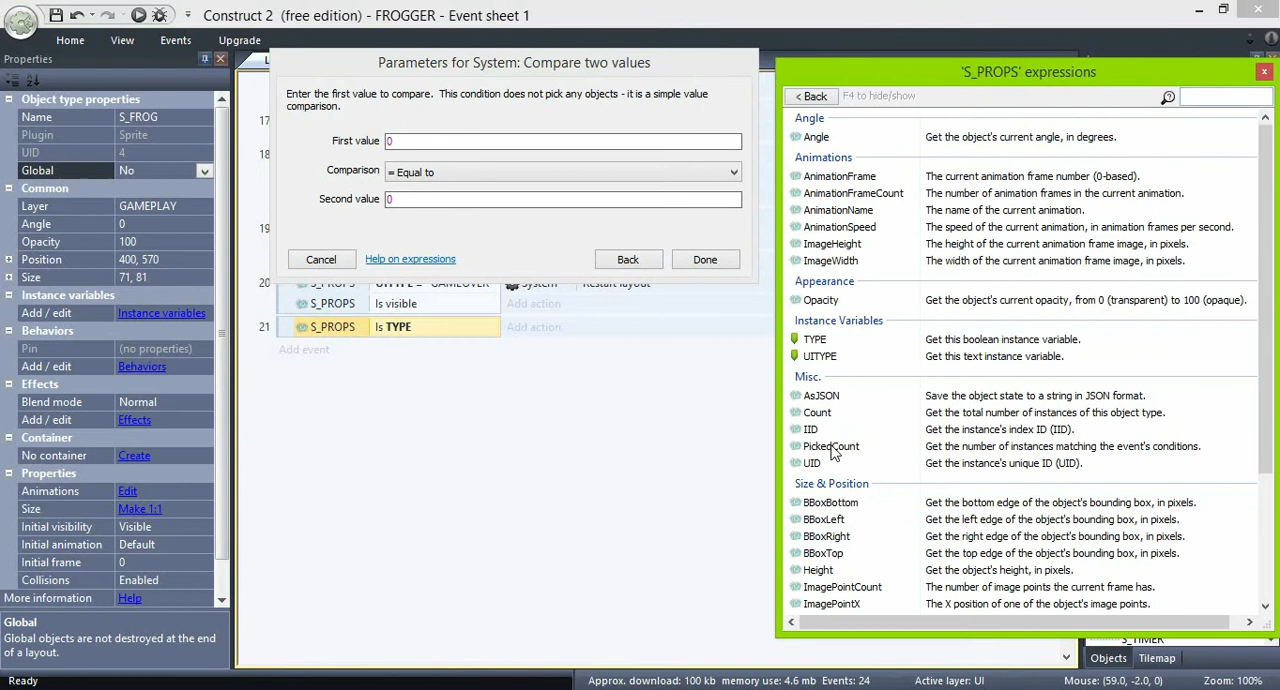 Construct 2 (free edition) - FROGGER - Event sheet 1
Home View Events Upgrade
Properties
Object type properties
Name S_FROG
Plugin Sprite
UID 4
Global No
Common
Layer GAMEPLAY
Angle 0
Opacity 100
Position 400, 570
Size 71, 81
Instance variables
Add / edit Instance variables
Behaviors
Pin (no properties)
Add / edit Behaviors
Effects
Blend mode Normal
Add / edit Effects
Container
No container Create
Properties
Animations Edit
Size Make 1:1
Initial visibility Visible
Initial animation Default
Initial frame 0
Collisions Enabled
More information Help
Global
Global objects are not destroyed at the end
of a layout.
Parameters for System: Compare two values
Enter the first value to compare. This condition does not pick any objects - it is a simple value
comparison.
First value 0
Comparison = Equal to
Second value 0
Cancel Help on expressions Back Done
17
18
19
20
S_PROPS Is visible Add action
21 S_PROPS Is TYPE Add action
Add event
'S_PROPS' expressions
< Back F4 to hide/show
Angle
Angle Get the object's current angle, in degrees.
Animations
AnimationFrame The current animation frame number (0-based).
AnimationFrameCount The number of animation frames in the current animation.
AnimationName The name of the current animation.
AnimationSpeed The speed of the current animation, in animation frames per second.
ImageHeight The height of the current animation frame image, in pixels.
ImageWidth The width of the current animation frame image, in pixels.
Appearance
Opacity Get the object's current opacity, from 0 (transparent) to 100 (opaque).
Instance Variables
TYPE Get this boolean instance variable.
UITYPE Get this text instance variable.
Misc.
AsJSON Save the object state to a string in JSON format.
Count Get the total number of instances of this object type.
IID Get the instance's index ID (IID).
PickedCount Get the number of instances matching the event's conditions.
UID Get the instance's unique ID (UID).
Size & Position
BBoxBottom Get the bottom edge of the object's bounding box, in pixels.
BBoxLeft Get the left edge of the object's bounding box, in pixels.
BBoxRight Get the right edge of the object's bounding box, in pixels.
BBoxTop Get the top edge of the object's bounding box, in pixels.
Height Get the object's height, in pixels.
ImagePointCount The number of image points the current frame has.
ImagePointX The X position of one of the object's image points.
S_TIMER
Objects Tilemap
Ready Approx. download: 100 kb memory use: 4.6 mb Events: 24 Active layer: UI Mouse: (59.0, -2.0, 0) Zoom: 100%